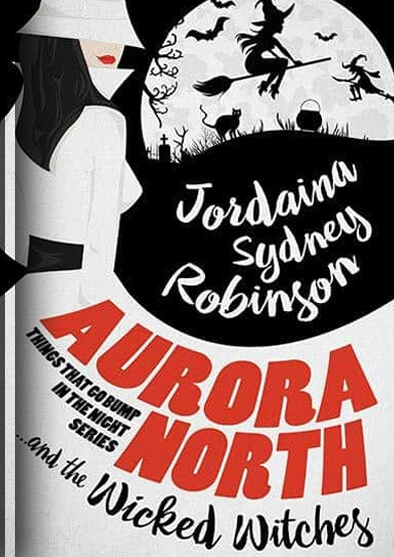 Jordaina
Sydney
Robinson
AURORA
NORTH
THINGS THAT GO BUMP
IN THE NIGHT
SERIES
...and the Wicked Witches